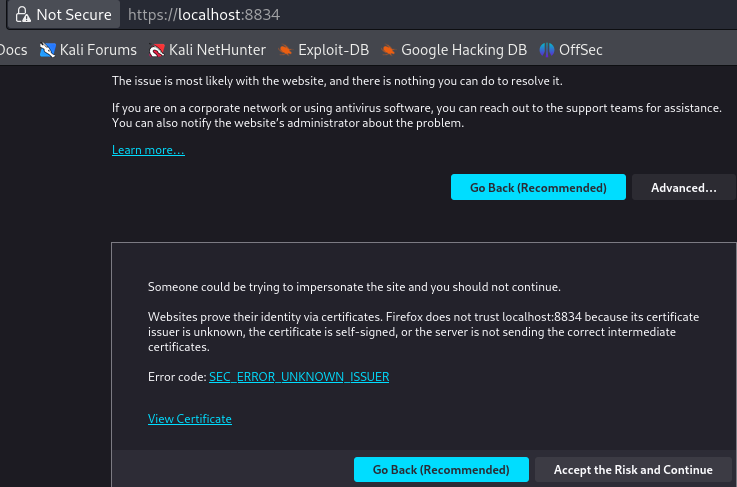 Not Secure https://localhost:8834
Docs Kali Forums Kali NetHunter Exploit-DB Google Hacking DB OffSec
The issue is most likely with the website, and there is nothing you can do to resolve it.
If you are on a corporate network or using antivirus software, you can reach out to the support teams for assistance.
You can also notify the website’s administrator about the problem.
Learn more…
Go Back (Recommended) Advanced…
Someone could be trying to impersonate the site and you should not continue.
Websites prove their identity via certificates. Firefox does not trust localhost:8834 because its certificate
issuer is unknown, the certificate is self-signed, or the server is not sending the correct intermediate
certificates.
Error code: SEC_ERROR_UNKNOWN_ISSUER
View Certificate
Go Back (Recommended) Accept the Risk and Continue